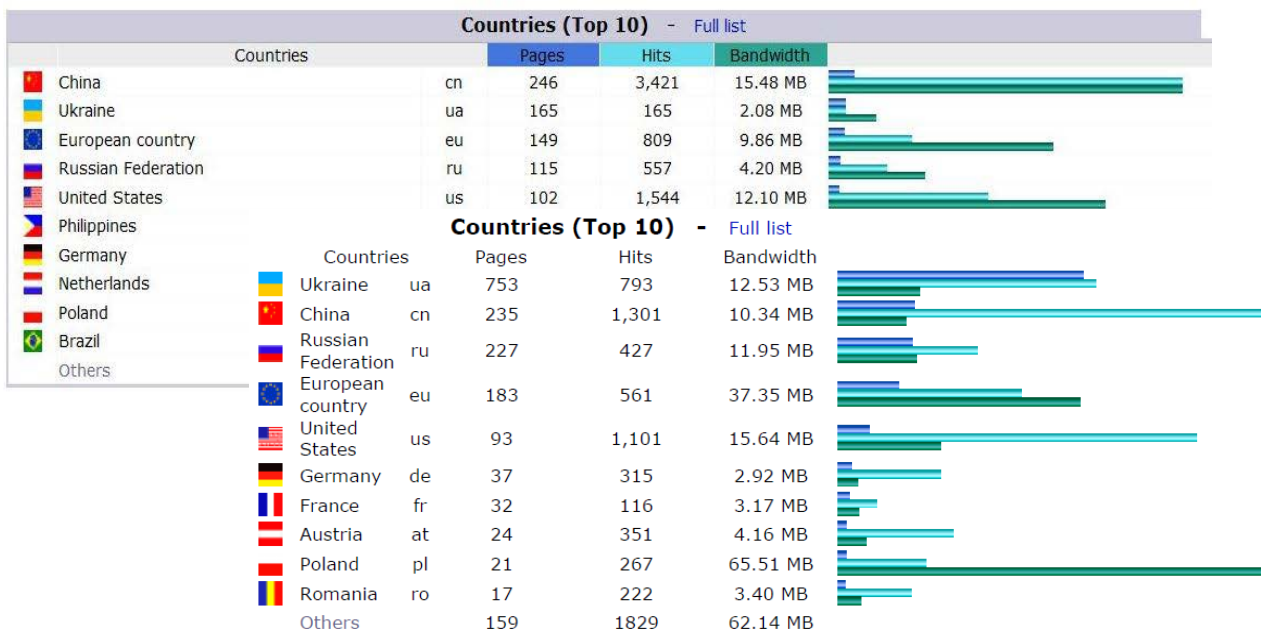 Countries (Top 10) - Full list
Countries Pages Hits Bandwidth
China cn 246 3,421 15.48 MB
Ukraine ua 165 165 2.08 MB
European country eu 149 809 9.86 MB
Russian Federation ru 115 557 4.20 MB
United States us 102 1,544 12.10 MB
Philippines
Germany
Netherlands
Poland
Brazil
Others
Countries (Top 10) - Full list
Countries Pages Hits Bandwidth
Ukraine ua 753 793 12.53 MB
China cn 235 1,301 10.34 MB
Russian
Federation ru 227 427 11.95 MB
European
country eu 183 561 37.35 MB
United
States us 93 1,101 15.64 MB
Germany de 37 315 2.92 MB
France fr 32 116 3.17 MB
Austria at 24 351 4.16 MB
Poland pl 21 267 65.51 MB
Romania ro 17 222 3.40 MB
Others 159 1829 62.14 MB